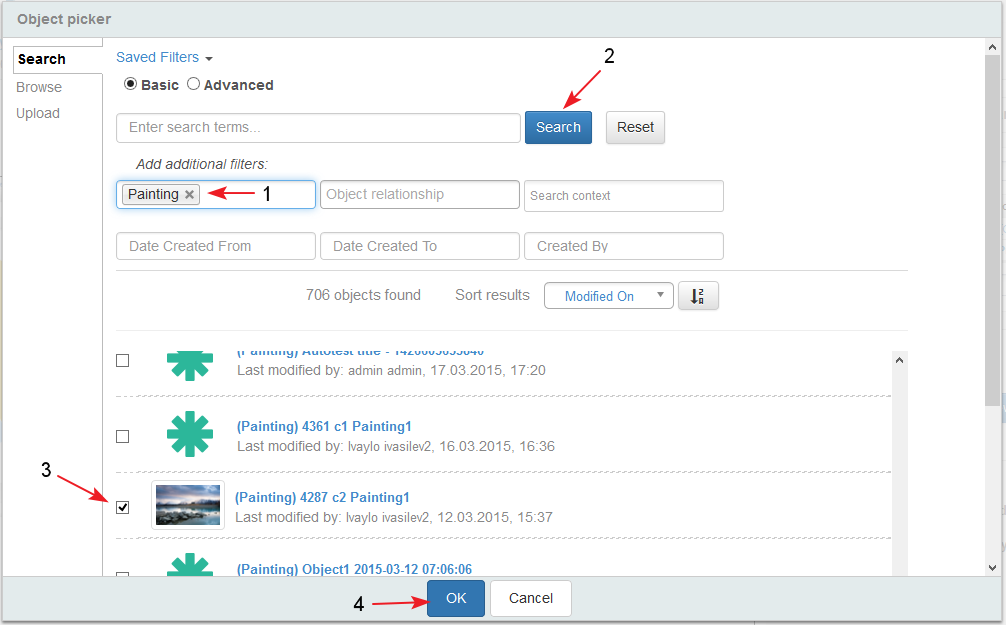 Object picker
Search
Browse
Upload
Saved Filters
Basic Advanced
2
Enter search terms...
Search
Reset
Add additional filters:
Painting × 1
Object relationship
Search context
Date Created From
Date Created To
Created By
706 objects found
Sort results
Modified On
(Painting) Autotest title - 1426605035840
Last modified by: admin admin, 17.03.2015, 17:20
(Painting) 4361 c1 Painting1
Last modified by: Ivaylo ivasilev2, 16.03.2015, 16:36
3
(Painting) 4287 c2 Painting1
Last modified by: Ivaylo ivasilev2, 12.03.2015, 15:37
(Painting) Object1 2015-03-12 07:06:06
4
OK
Cancel